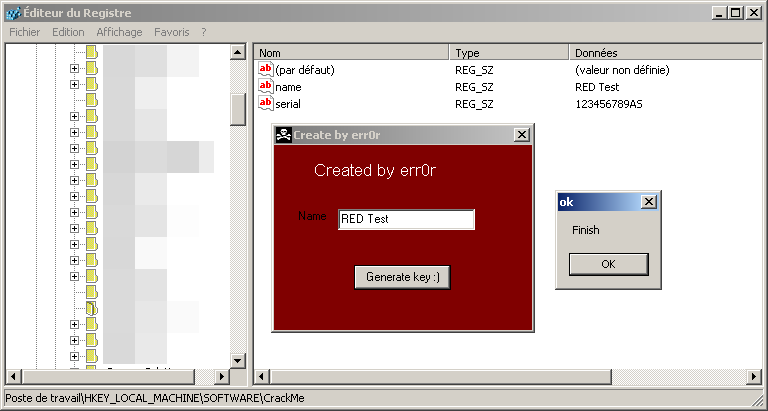 Éditeur du Registre
Fichier Edition Affichage Favoris ?
Nom Type Données
(par défaut) REG_SZ (valeur non définie)
name REG_SZ RED Test
serial REG_SZ 123456789A5
Create by err0r
Created by err0r
Name RED Test
Generate key :)
ok
Finish
OK
Poste de travail\HKEY_LOCAL_MACHINE\SOFTWARE\CrackMe